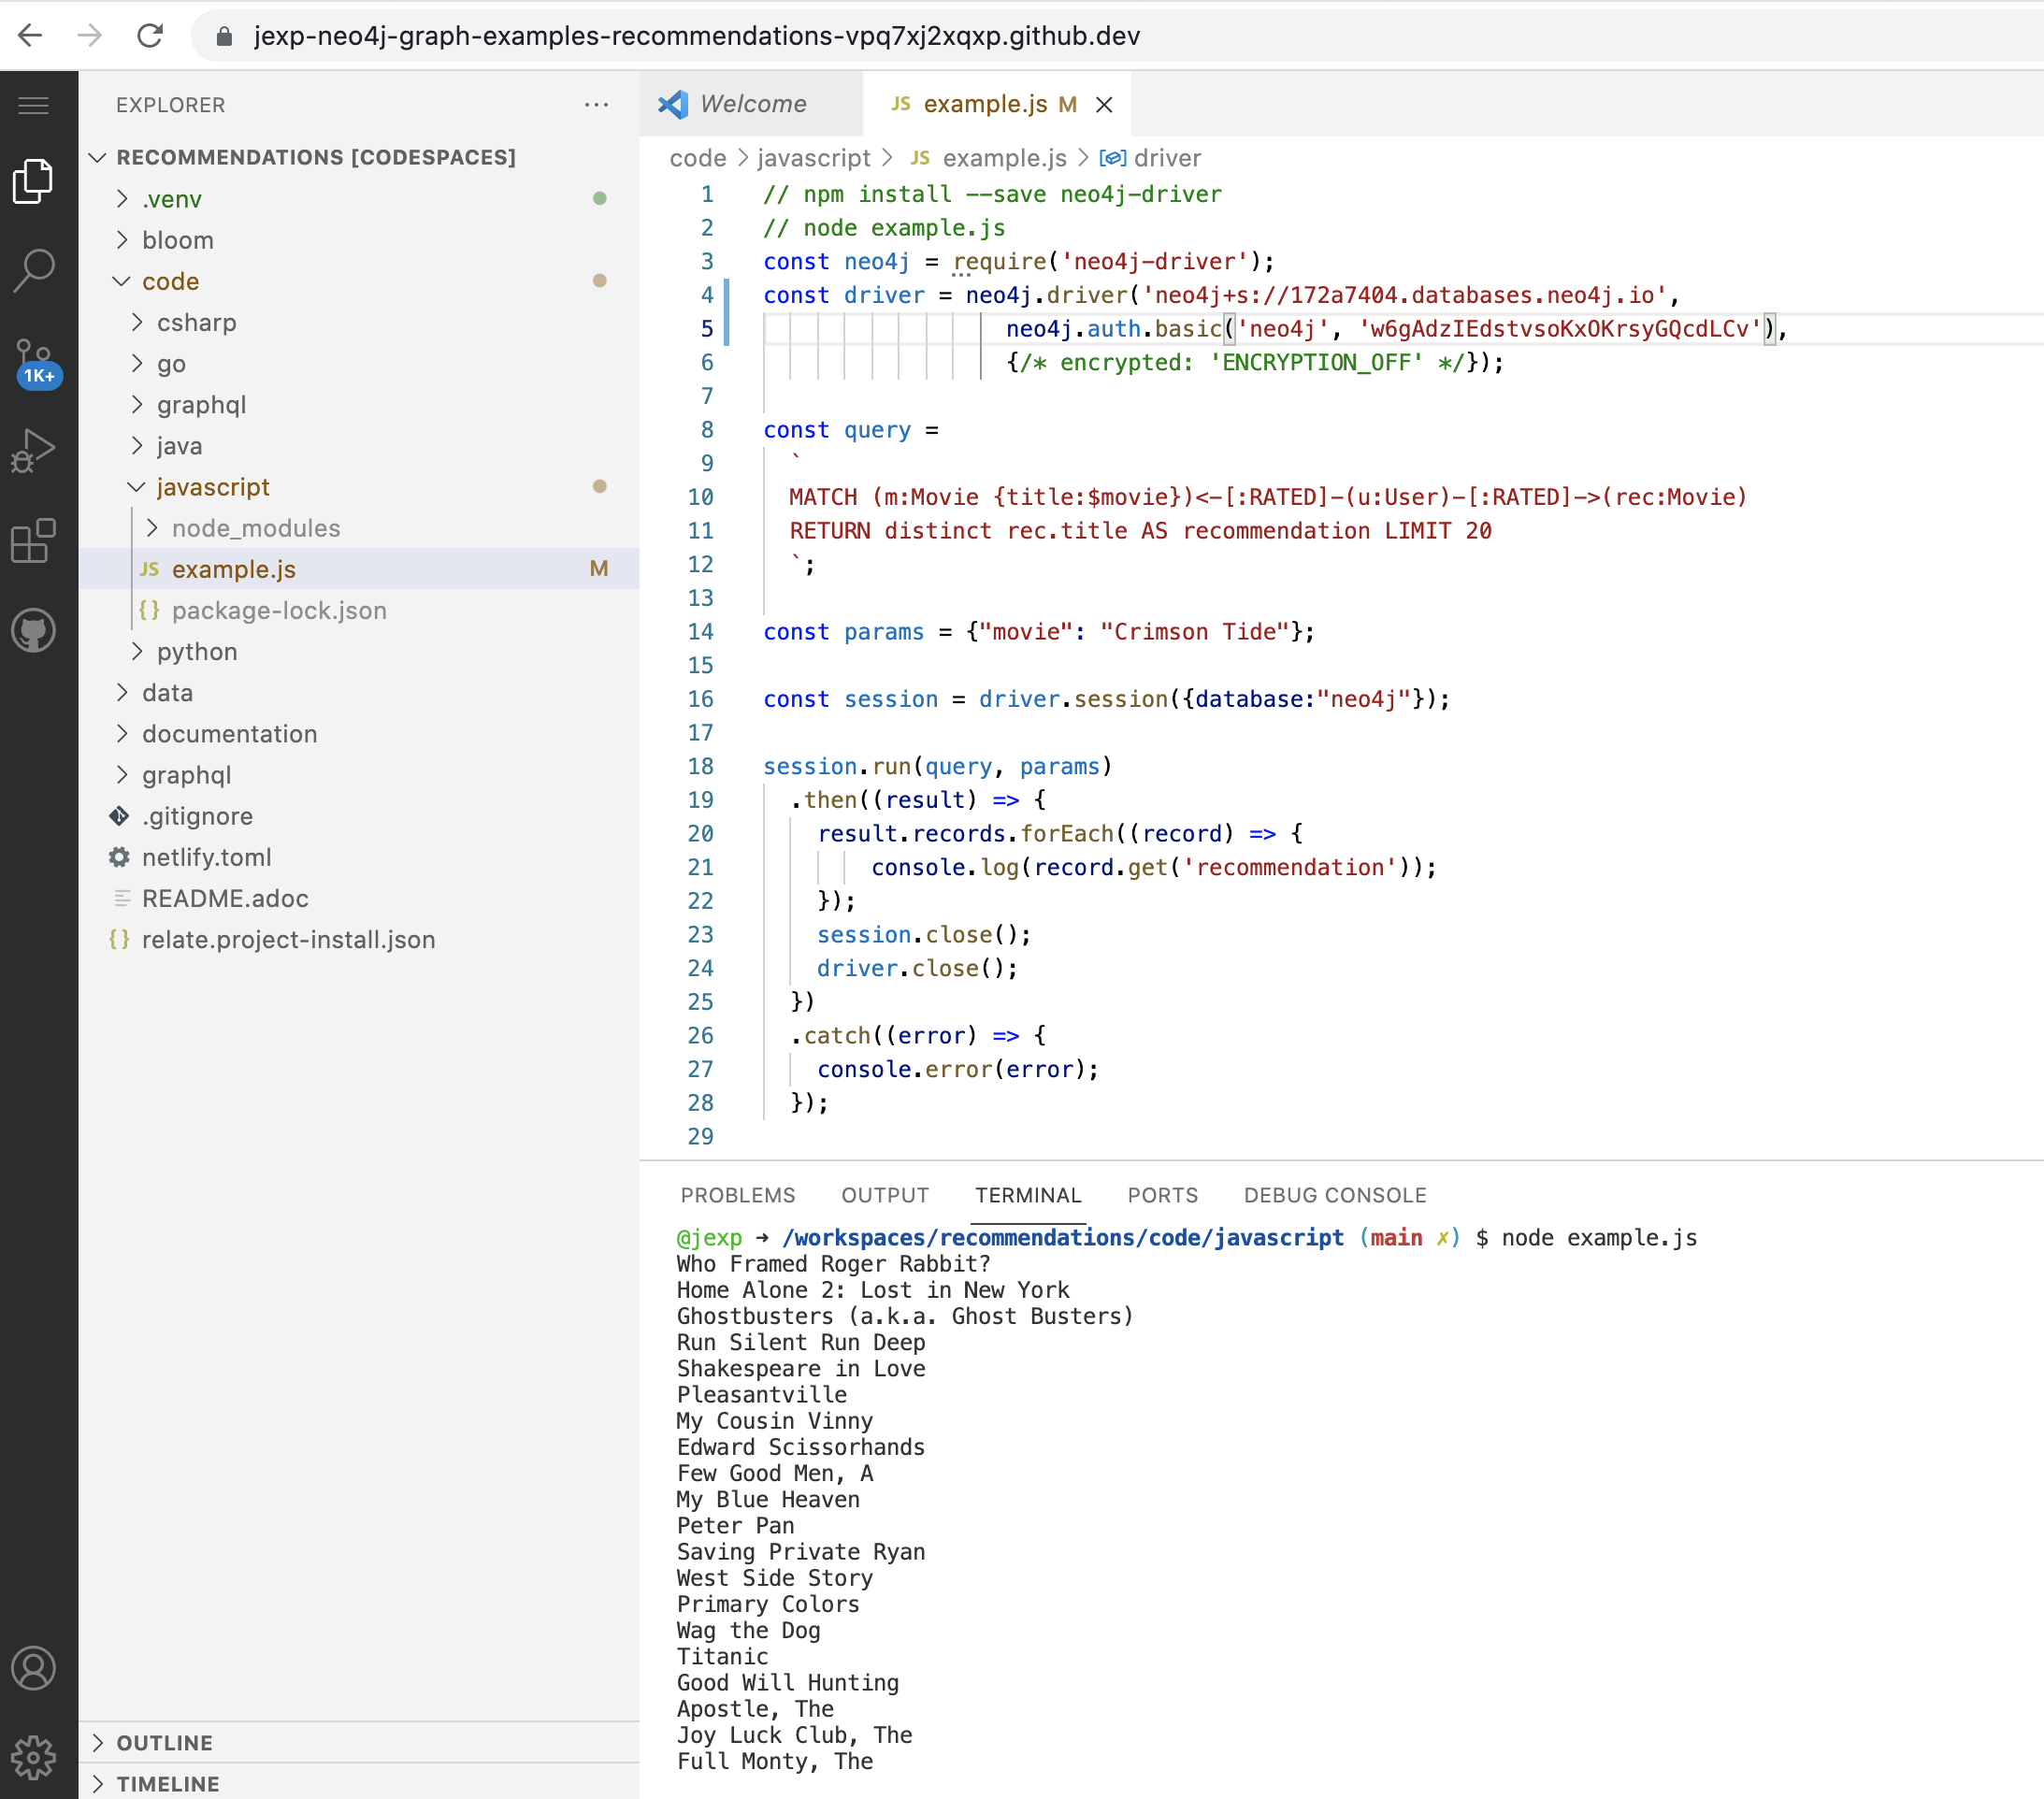 jexp-neo4j-graph-examples-recommendations-vpq7xj2xqxp.github.dev
EXPLORER
RECOMMENDATIONS [CODESPACES]
.venv
bloom
code
csharp
go
graphql
java
javascript
node_modules
JS example.js M
{} package-lock.json
python
data
documentation
graphql
.gitignore
netlify.toml
README.adoc
{} relate.project-install.json
OUTLINE
TIMELINE
1K+
Welcome
JS example.js M
code > javascript > JS example.js > driver
1 // npm install --save neo4j-driver
2 // node example.js
3 const neo4j = require('neo4j-driver');
4 const driver = neo4j.driver('neo4j+s://172a7404.databases.neo4j.io',
5 neo4j.auth.basic('neo4j', 'w6gAdzIEdstvsoKxOKrsyGQcdLCv'),
6 {/* encrypted: 'ENCRYPTION_OFF' */});
7
8 const query =
9 `
10 MATCH (m:Movie {title:$movie})<-[:RATED]-(u:User)-[:RATED]->(rec:Movie)
11 RETURN distinct rec.title AS recommendation LIMIT 20
12 `;
13
14 const params = {"movie": "Crimson Tide"};
15
16 const session = driver.session({database:"neo4j"});
17
18 session.run(query, params)
19 .then((result) => {
20 result.records.forEach((record) => {
21 console.log(record.get('recommendation'));
22 });
23 session.close();
24 driver.close();
25 })
26 .catch((error) => {
27 console.error(error);
28 });
29
PROBLEMS OUTPUT TERMINAL PORTS DEBUG CONSOLE
@jexp ➜ /workspaces/recommendations/code/javascript (main ✗) $ node example.js
Who Framed Roger Rabbit?
Home Alone 2: Lost in New York
Ghostbusters (a.k.a. Ghost Busters)
Run Silent Run Deep
Shakespeare in Love
Pleasantville
My Cousin Vinny
Edward Scissorhands
Few Good Men, A
My Blue Heaven
Peter Pan
Saving Private Ryan
West Side Story
Primary Colors
Wag the Dog
Titanic
Good Will Hunting
Apostle, The
Joy Luck Club, The
Full Monty, The